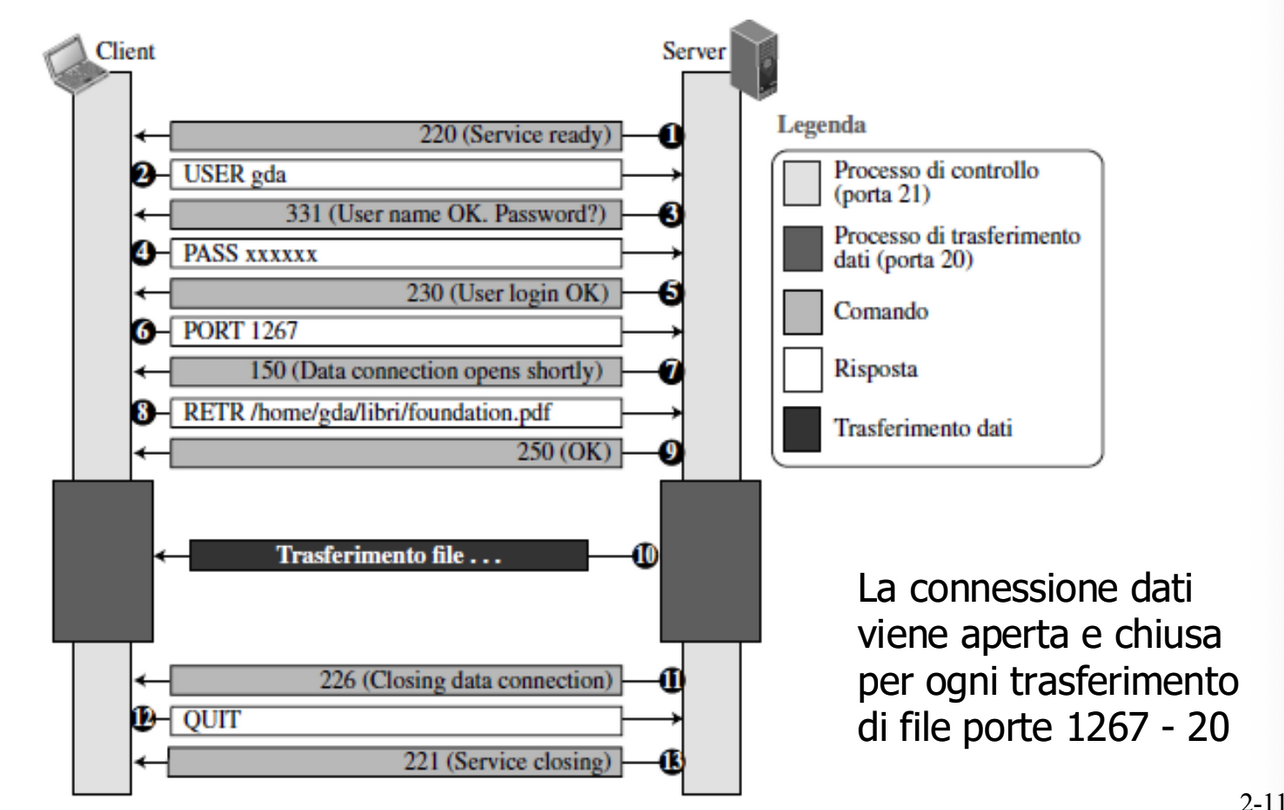 Client
Server
220 (Service ready)
1
2
USER gda
331 (User name OK. Password?)
3
4
PASS xxxxxx
230 (User login OK)
5
6
PORT 1267
150 (Data connection opens shortly)
7
8
RETR /home/gda/libri/foundation.pdf
250 (OK)
9
Trasferimento file . . .
10
226 (Closing data connection)
11
12
QUIT
221 (Service closing)
13
Legenda
Processo di controllo
(porta 21)
Processo di trasferimento
dati (porta 20)
Comando
Risposta
Trasferimento dati
La connessione dati
viene aperta e chiusa
per ogni trasferimento
di file porte 1267 - 20
2-11